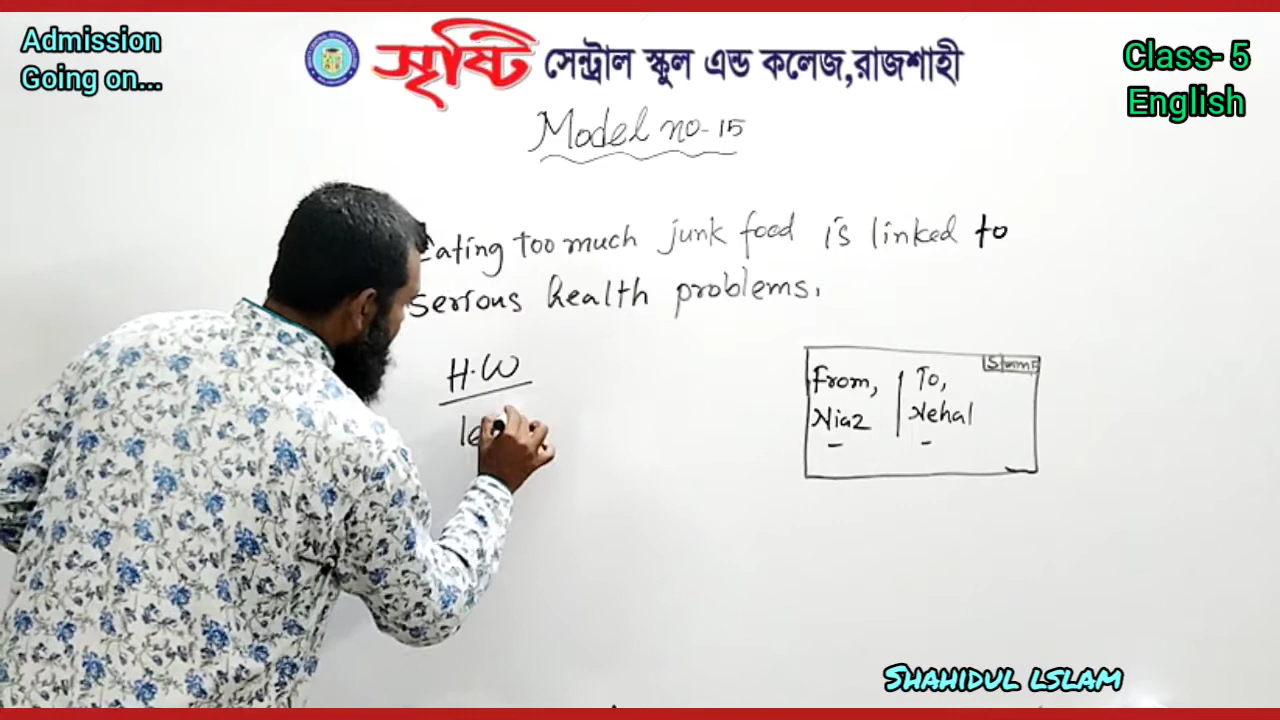 Admission
Going on...
সৃষ্টি সেন্ট্রাল স্কুল এন্ড কলেজ,রাজশাহী
Class- 5
English
Model no-15
Eating too much junk food is linked to
serious health problems.
H.W
From,
Niaz
To,
Nehal
Stamp
Shahidul lslam